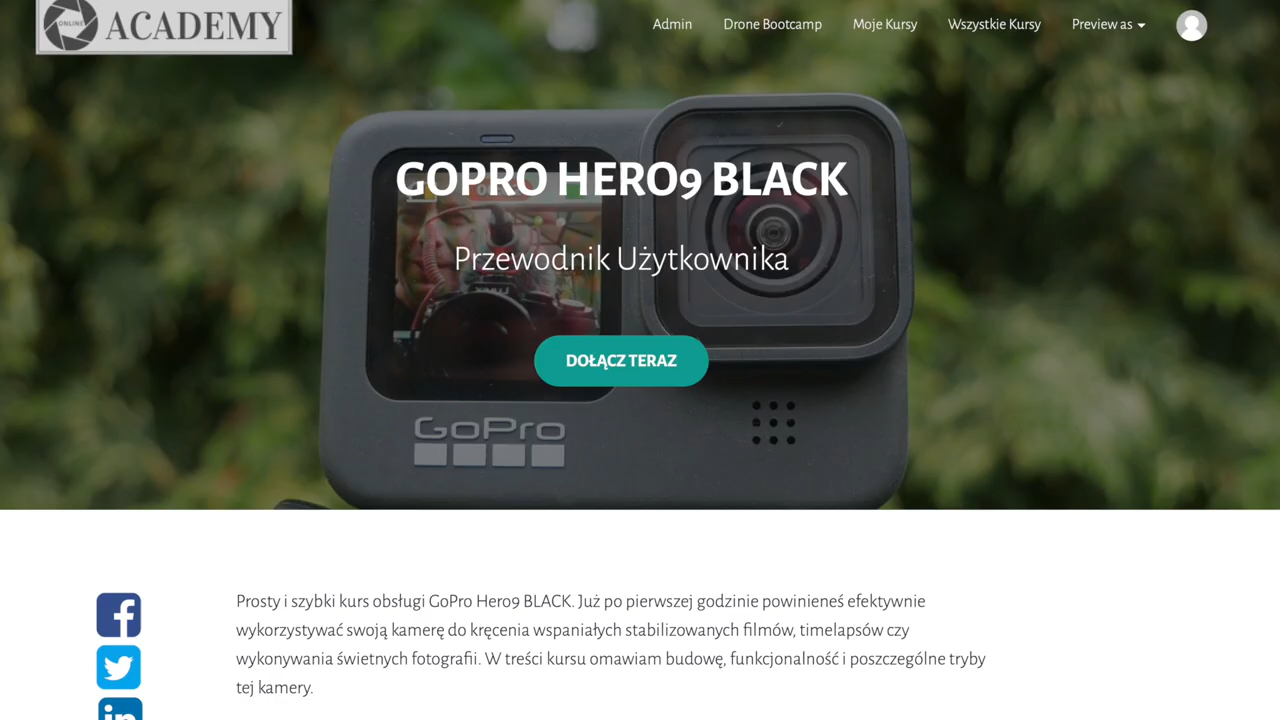 ONLINE
ACADEMY
Admin
Drone Bootcamp
Moje Kursy
Wszystkie Kursy
Preview as
GOPRO HERO9 BLACK
Przewodnik Użytkownika
DOŁĄCZ TERAZ
GoPro
Prosty i szybki kurs obsługi GoPro Hero9 BLACK. Już po pierwszej godzinie powinieneś efektywnie
wykorzystywać swoją kamerę do kręcenia wspaniałych stabilizowanych filmów, timelapsów czy
wykonywania świetnych fotografii. W treści kursu omawiam budowę, funkcjonalność i poszczególne tryby
tej kamery.